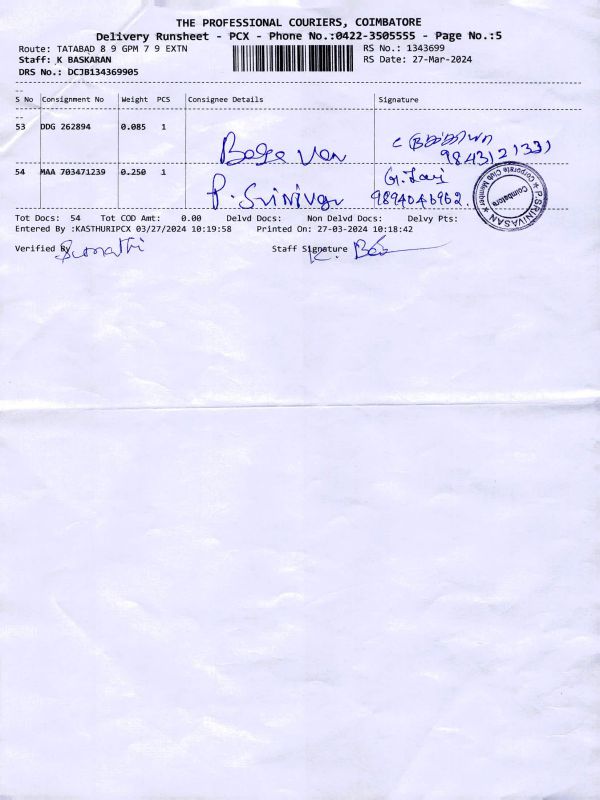 THE PROFESSIONAL COURIERS, COIMBATORE
Delivery Runsheet - PCX - Phone No.:0422-3505555 - Page No.:5
Route: TATABAD 8 9 GPM 7 9 EXTN
RS No.: 1343699
Staff: K BASKARAN
RS Date: 27-Mar-2024
DRS No.: DCJB134369905
S No Consignment No Weight PCS Consignee Details Signature
53 DDG 262894 0.085 1
9843121331
54 MAA 703471239 0.250 1 P. Srinivan
9894046962.
P.SRINIVASAN
Corporate Club Member
Coimbatore
Tot Docs: 54 Tot COD Amt: 0.00 Delvd Docs: Non Delvd Docs: Delvy Pts:
Entered By :KASTHURIPCX 03/27/2024 10:19:58 Printed On: 27-03-2024 10:18:42
Verified By Sumathi Staff Signature